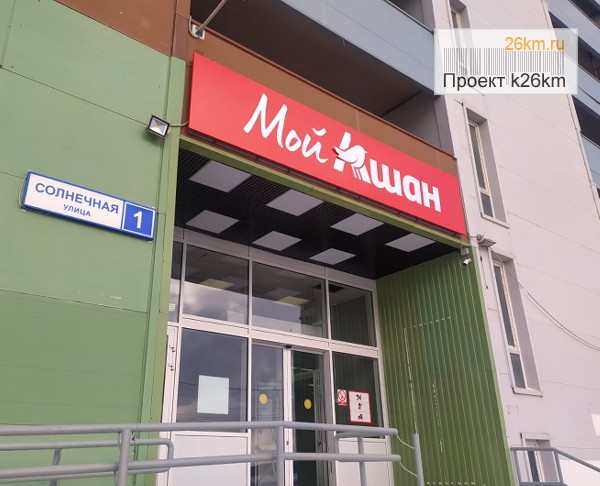 26km.ru
Проект k26km
Мой Ашан
СОЛНЕЧНАЯ
УЛИЦА
1